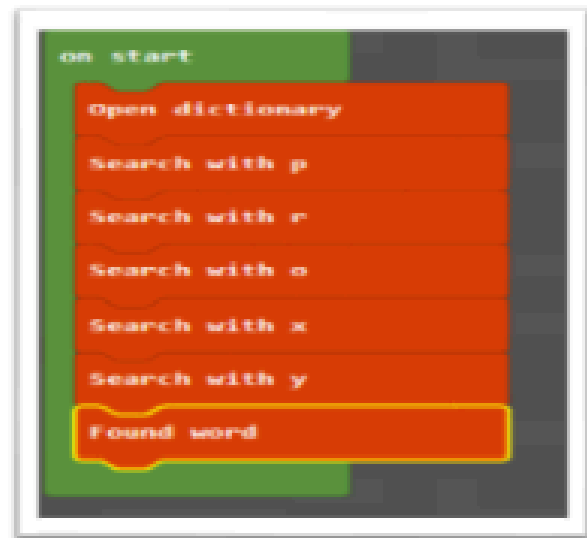 on start
Open dictionary
Search with p
Search with r
Search with o
Search with x
Search with y
Found word